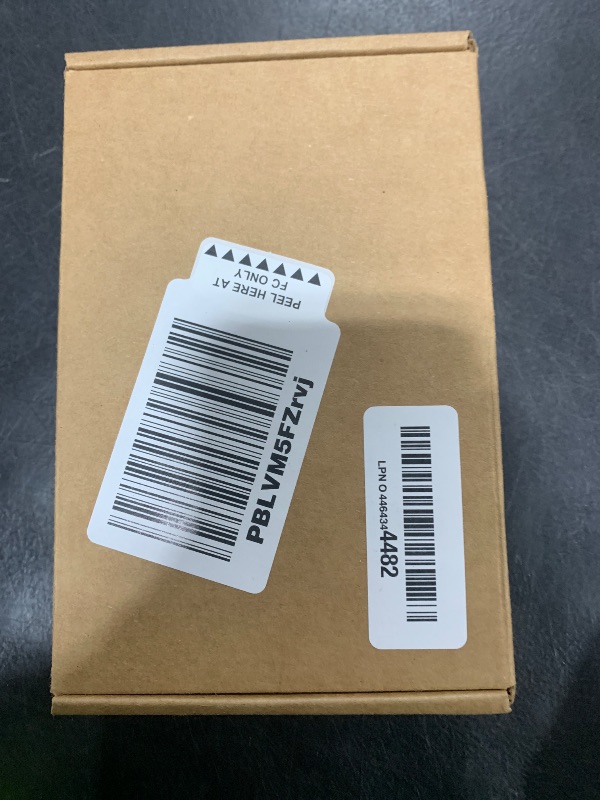 PEEL HERE AT
FC ONLY
PBLVM5FZrvj
LPN O 4464344482